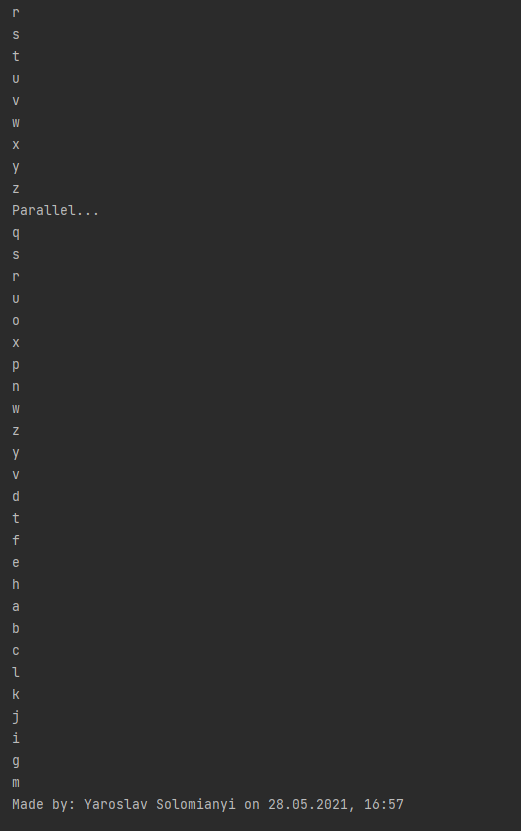 r
s
t
u
v
w
x
y
z
Parallel...
q
s
r
u
o
x
p
n
w
z
y
v
d
t
f
e
h
a
b
c
l
k
j
i
g
m
Made by: Yaroslav Solomianyi on 28.05.2021, 16:57